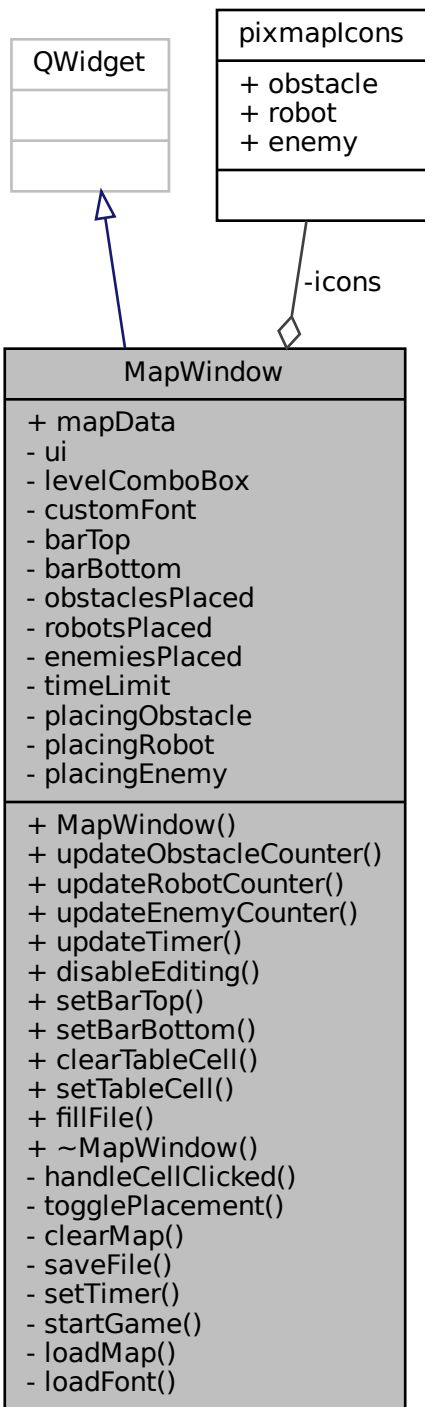 QWidget
pixmapIcons
+ obstacle
+ robot
+ enemy
-icons
MapWindow
+ mapData
- ui
- levelComboBox
- customFont
- barTop
- barBottom
- obstaclesPlaced
- robotsPlaced
- enemiesPlaced
- timeLimit
- placingObstacle
- placingRobot
- placingEnemy
+ MapWindow()
+ updateObstacleCounter()
+ updateRobotCounter()
+ updateEnemyCounter()
+ updateTimer()
+ disableEditing()
+ setBarTop()
+ setBarBottom()
+ clearTableCell()
+ setTableCell()
+ fillFile()
+ ~MapWindow()
- handleCellClicked()
- togglePlacement()
- clearMap()
- saveFile()
- setTimer()
- startGame()
- loadMap()
- loadFont()